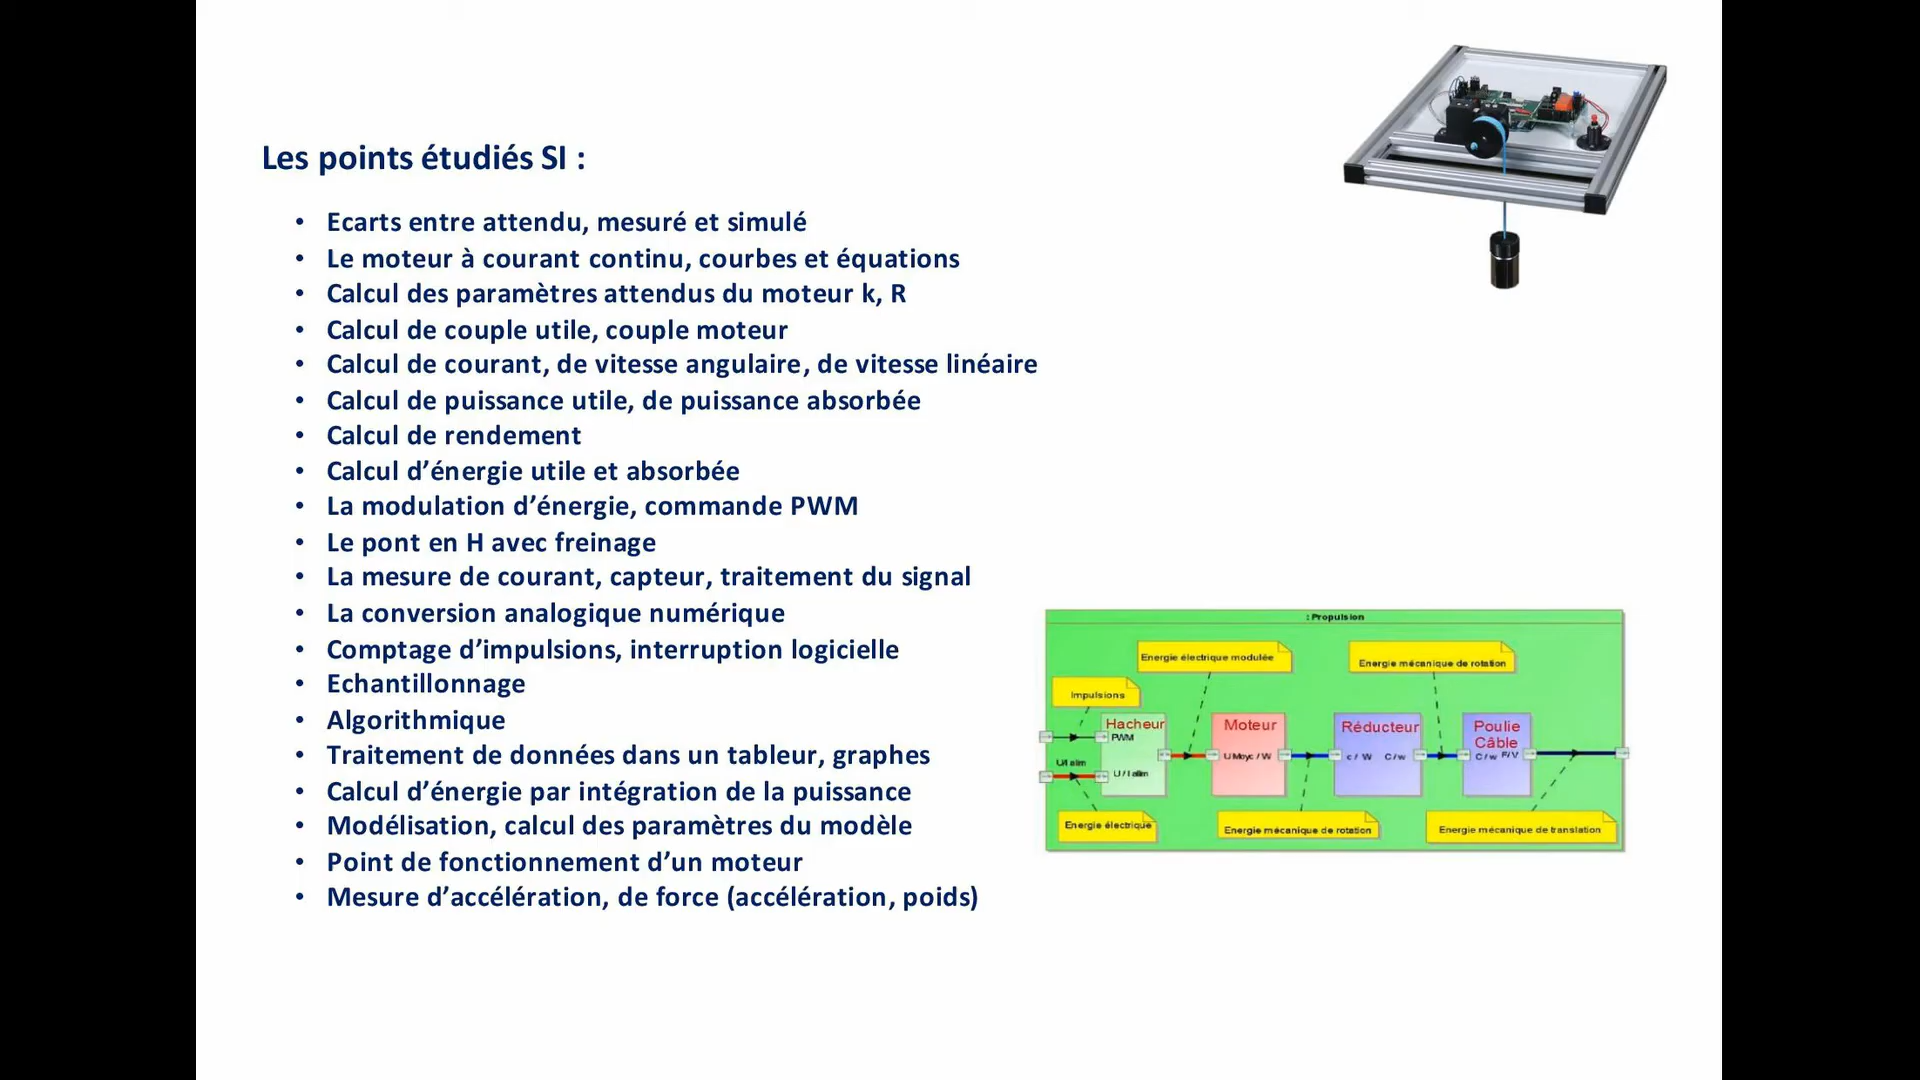 Les points étudiés SI :
• Ecarts entre attendu, mesuré et simulé
• Le moteur à courant continu, courbes et équations
• Calcul des paramètres attendus du moteur k, R
• Calcul de couple utile, couple moteur
• Calcul de courant, de vitesse angulaire, de vitesse linéaire
• Calcul de puissance utile, de puissance absorbée
• Calcul de rendement
• Calcul d’énergie utile et absorbée
• La modulation d’énergie, commande PWM
• Le pont en H avec freinage
• La mesure de courant, capteur, traitement du signal
• La conversion analogique numérique
• Comptage d’impulsions, interruption logicielle
• Echantillonnage
• Algorithmique
• Traitement de données dans un tableur, graphes
• Calcul d’énergie par intégration de la puissance
• Modélisation, calcul des paramètres du modèle
• Point de fonctionnement d’un moteur
• Mesure d’accélération, de force (accélération, poids)
: Propulsion
Energie électrique modulée
Energie mécanique de rotation
Impulsions
Hacheur
PWM
U/I alim
U / I alim
Moteur
U Moyc / W
Réducteur
c / W C / w
Poulie
Câble
C / w F/V
Energie électrique
Energie mécanique de rotation
Energie mécanique de translation